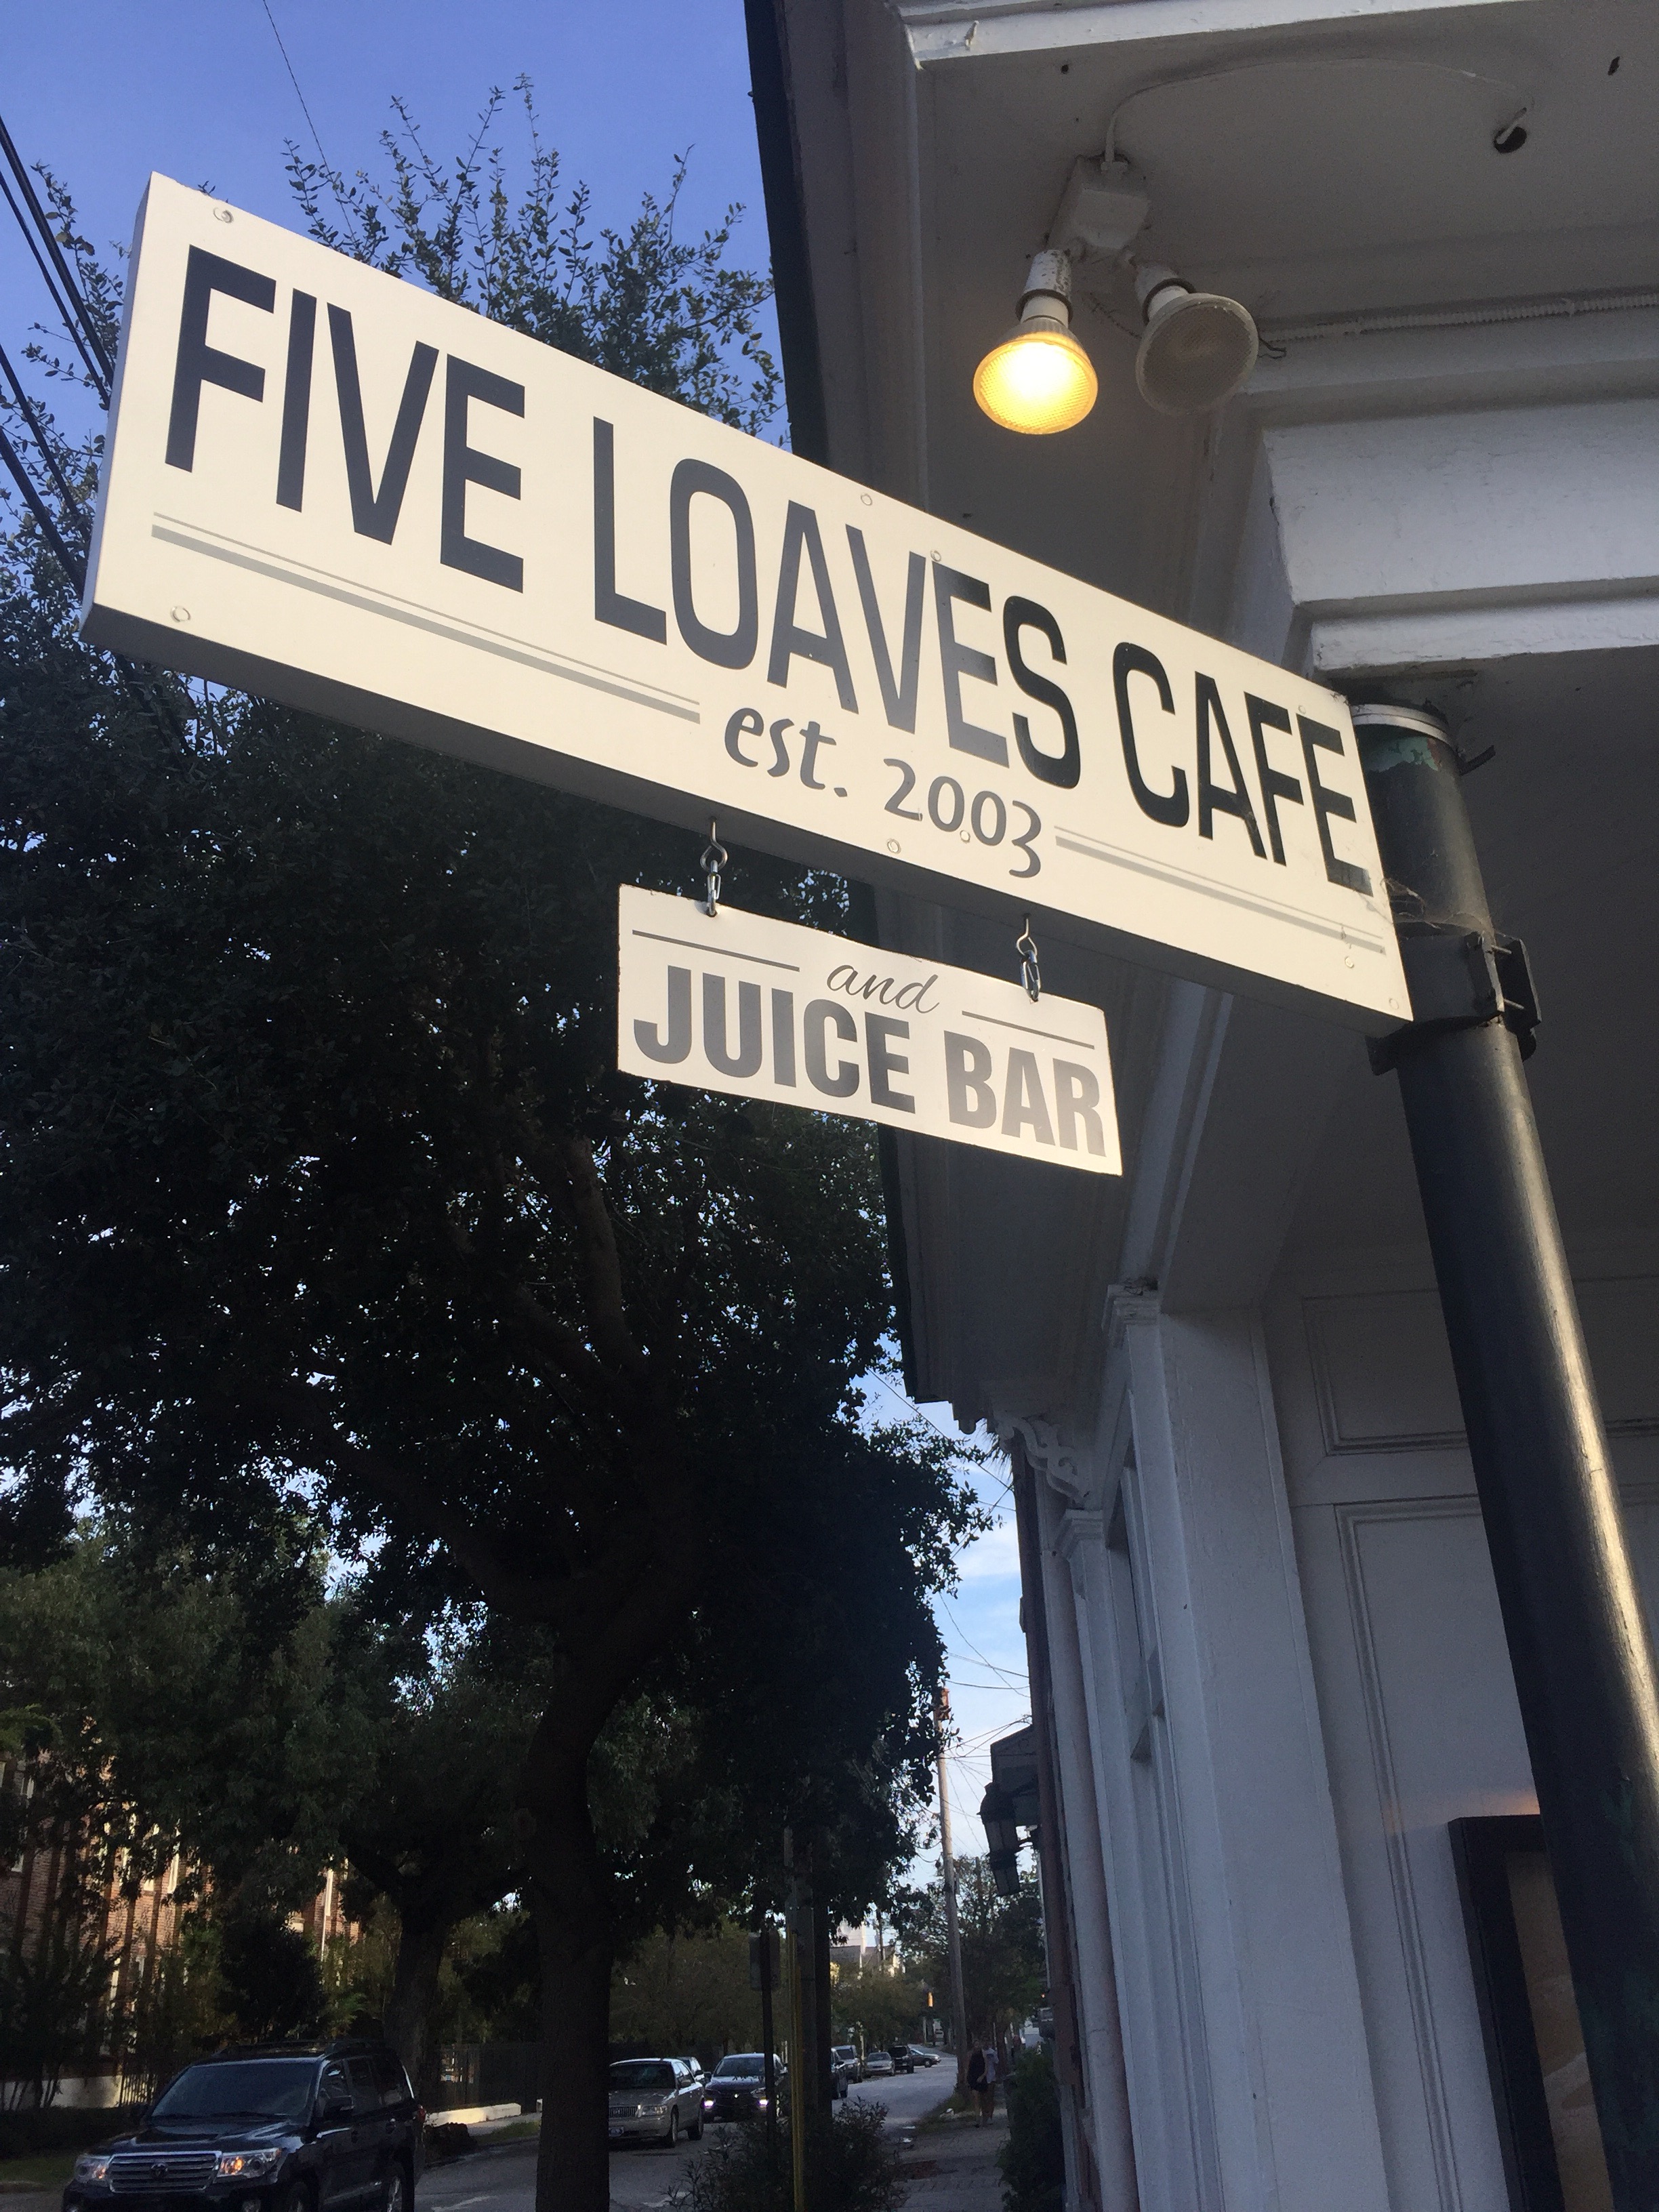 FIVE LOAVES CAFE
est. 2003
and
JUICE BAR